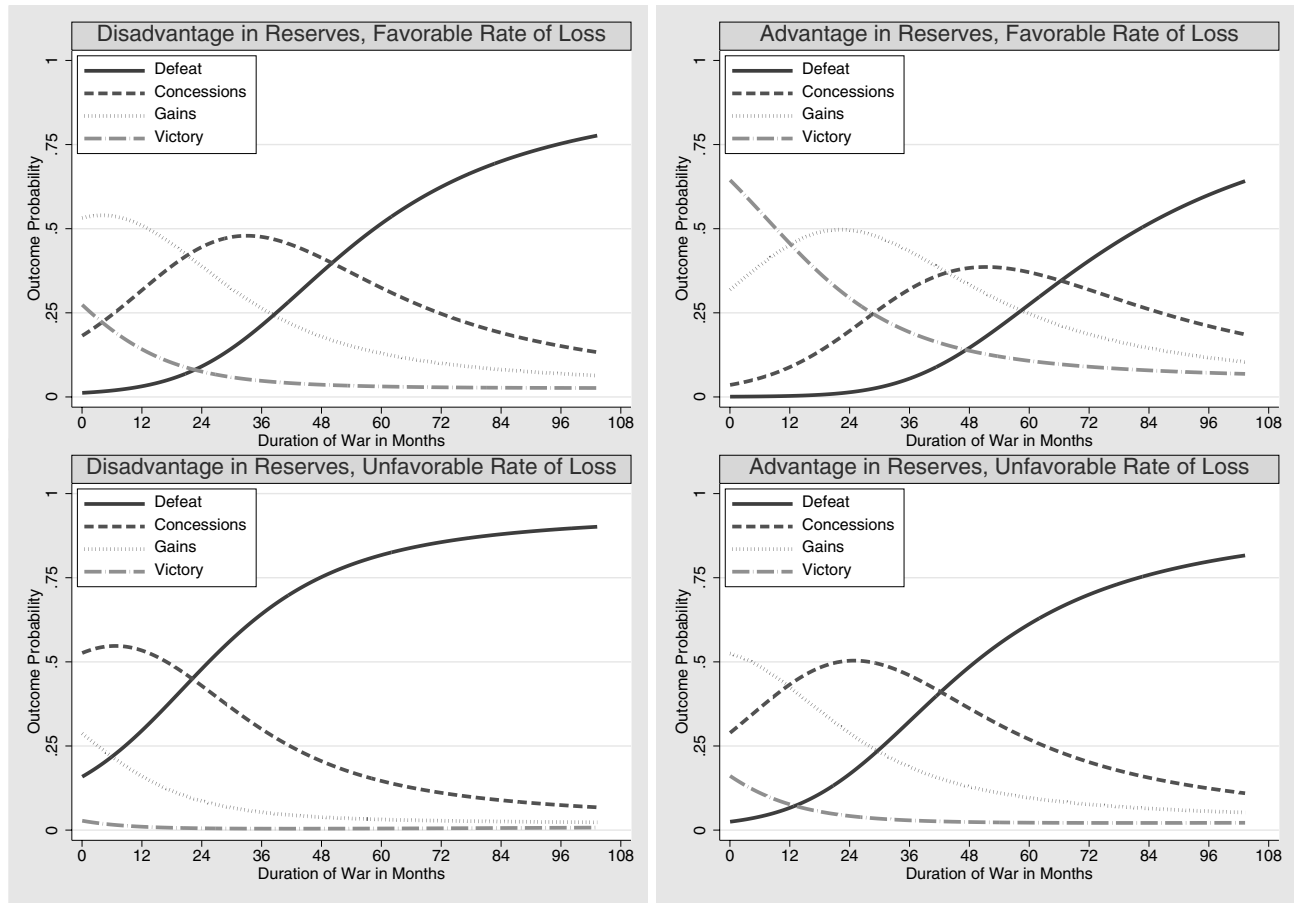 Disadvantage in Reserves, Favorable Rate of Loss
Outcome Probability
1
.75
.5
.25
0
Defeat
Concessions
Gains
Victory
0 12 24 36 48 60 72 84 96 108
Duration of War in Months
Advantage in Reserves, Favorable Rate of Loss
Outcome Probability
1
.75
.5
.25
0
Defeat
Concessions
Gains
Victory
0 12 24 36 48 60 72 84 96 108
Duration of War in Months
Disadvantage in Reserves, Unfavorable Rate of Loss
Outcome Probability
1
.75
.5
.25
0
Defeat
Concessions
Gains
Victory
0 12 24 36 48 60 72 84 96 108
Duration of War in Months
Advantage in Reserves, Unfavorable Rate of Loss
Outcome Probability
1
.75
.5
.25
0
Defeat
Concessions
Gains
Victory
0 12 24 36 48 60 72 84 96 108
Duration of War in Months